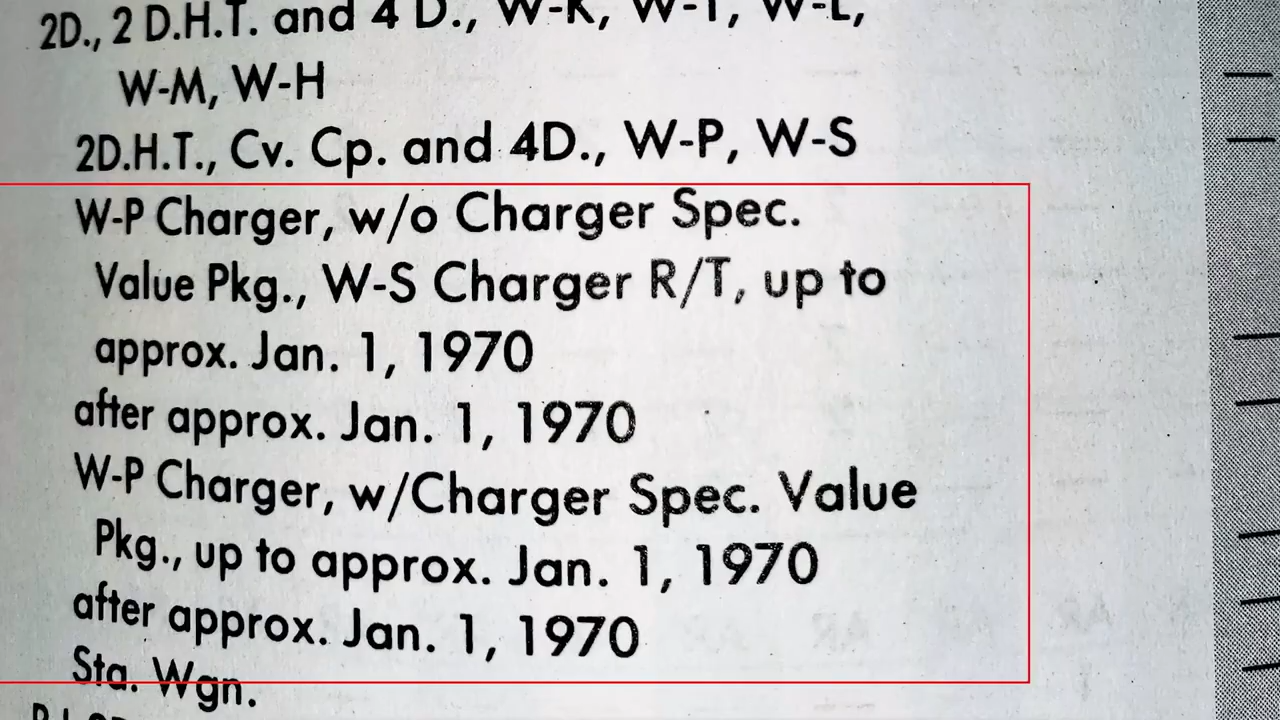 2D., 2 D.H.T. and 4 D., W-K, W-T, W-L,
W-M, W-H
2D.H.T., Cv. Cp. and 4D., W-P, W-S
W-P Charger, w/o Charger Spec.
Value Pkg., W-S Charger R/T, up to
approx. Jan. 1, 1970
after approx. Jan. 1, 1970
W-P Charger, w/Charger Spec. Value
Pkg., up to approx. Jan. 1, 1970
after approx. Jan. 1, 1970
Sta. Wgn.